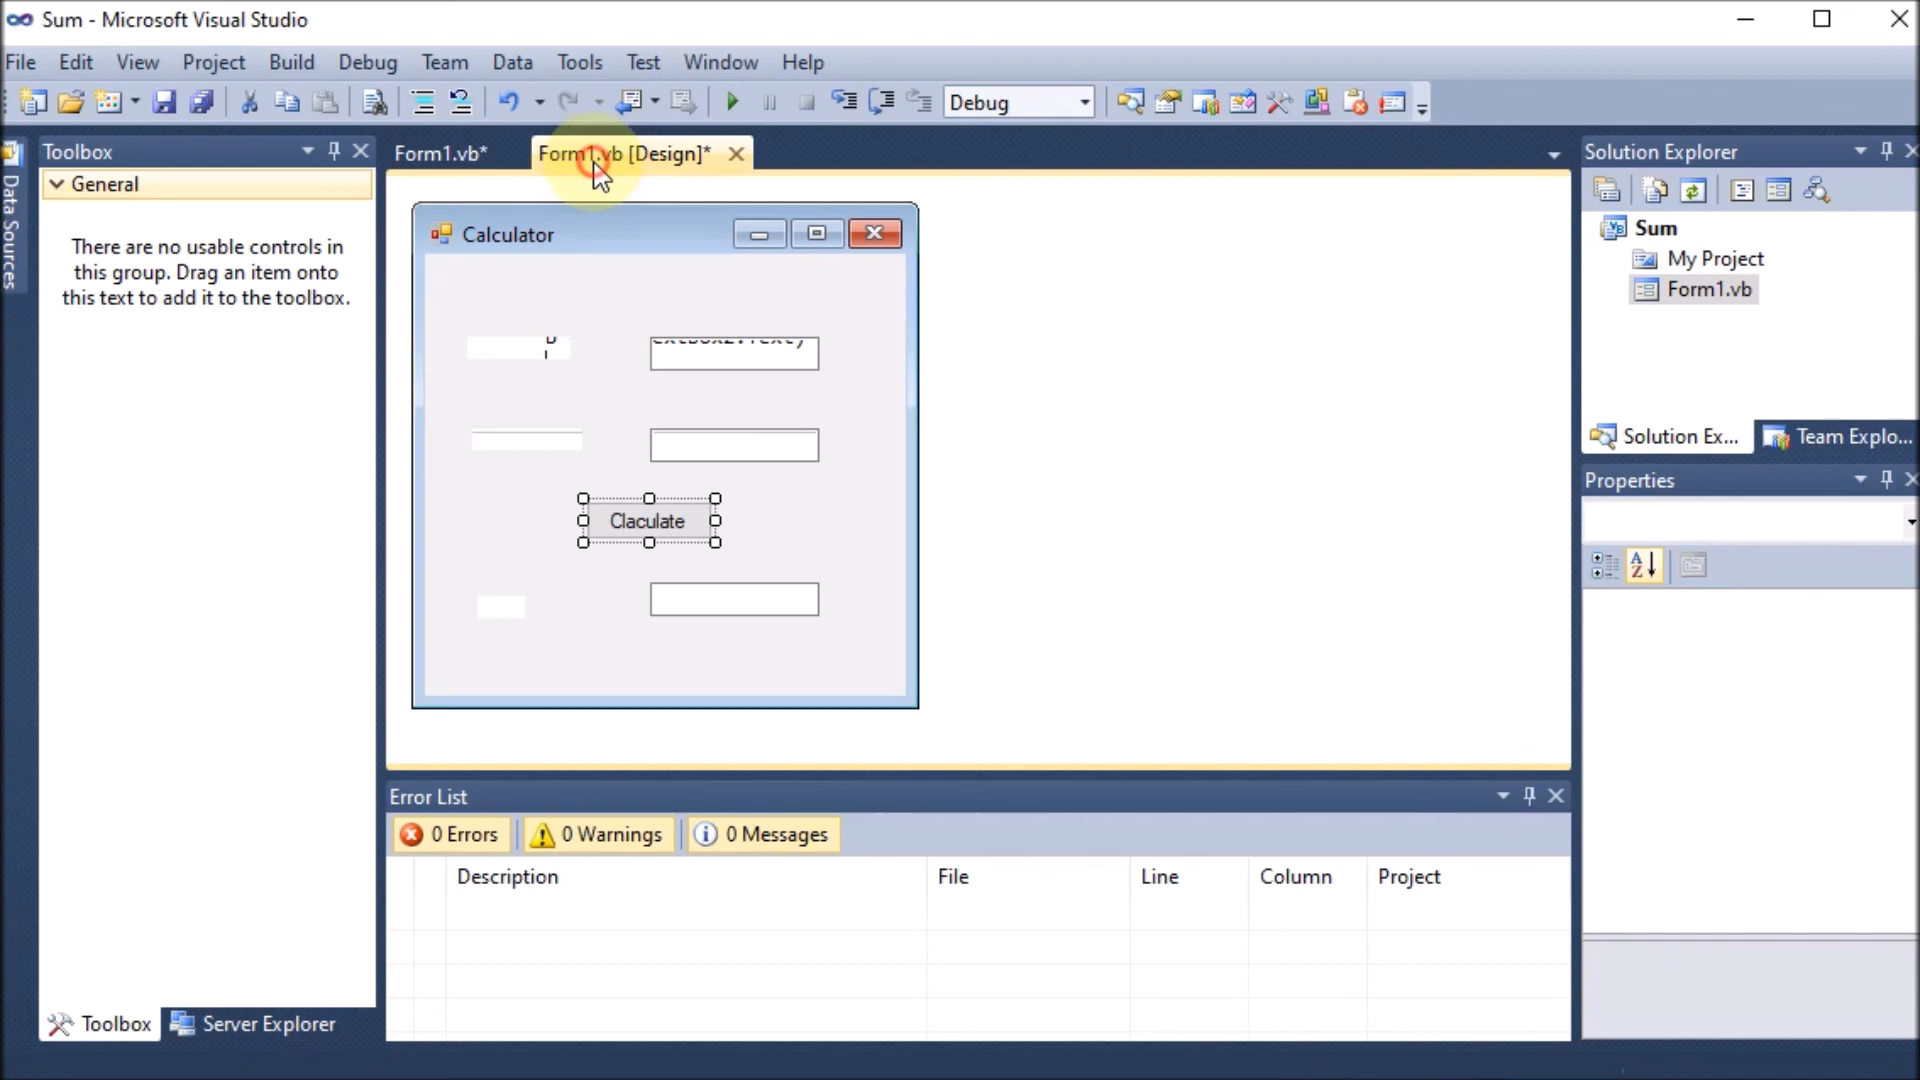 Sum - Microsoft Visual Studio
File Edit View Project Build Debug Team Data Tools Test Window Help
Debug
Data Sources
Toolbox
General
There are no usable controls in
this group. Drag an item onto
this text to add it to the toolbox.
Toolbox Server Explorer
Form1.vb* Form1.vb [Design]*
Calculator
Claculate
Error List
0 Errors 0 Warnings 0 Messages
Description File Line Column Project
Solution Explorer
Sum
My Project
Form1.vb
Solution Ex... Team Explo...
Properties